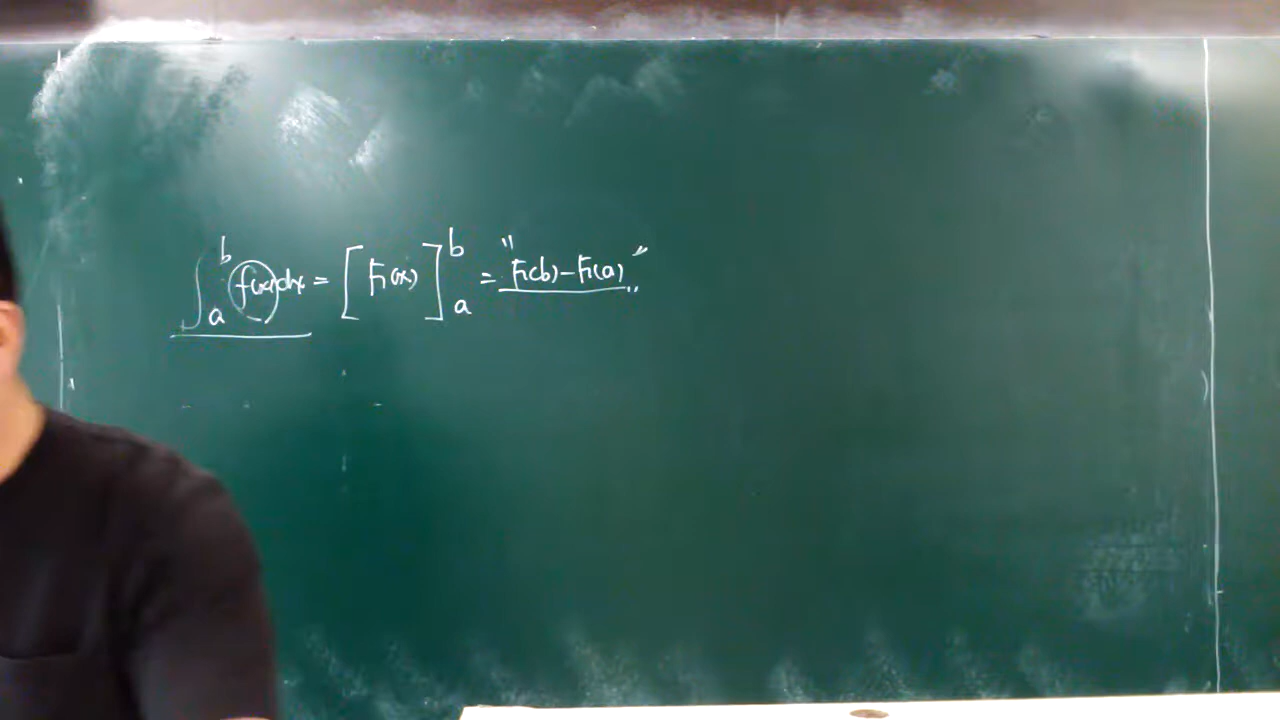 ∫_a^b f(x)dx = [F(x)]_a^b = "F(b)-F(a)"